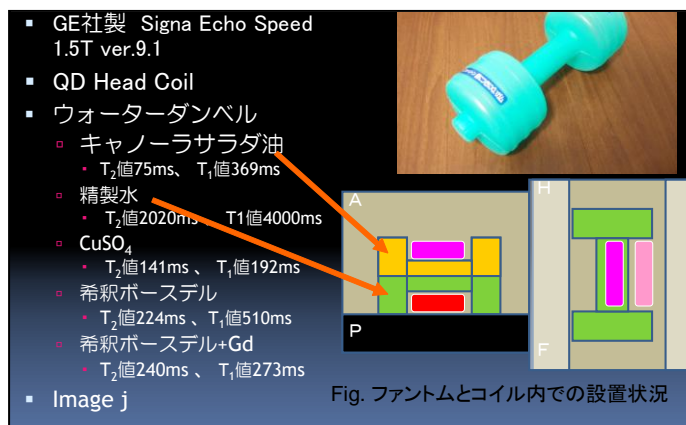 GE社製 Signa Echo Speed
1.5T ver.9.1
QD Head Coil
ウォーターダンベル
キャノーラサラダ油
T2値75ms、 T1値369ms
精製水
T2値2020ms 、 T1値4000ms
CuSO4
T2値141ms 、 T1値192ms
希釈ボースデル
T2値224ms 、 T1値510ms
希釈ボースデル+Gd
T2値240ms 、 T1値273ms
Image j
A
P
H
F
Fig. ファントムとコイル内での設置状況